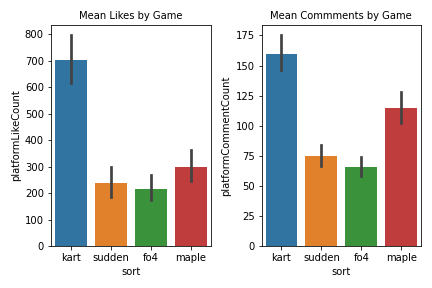 Mean Likes by Game
800
700
600
500
400
300
200
100
0
platformLikeCount
kart sudden fo4 maple
sort
Mean Commments by Game
175
150
125
100
75
50
25
0
platformCommentCount
kart sudden fo4 maple
sort